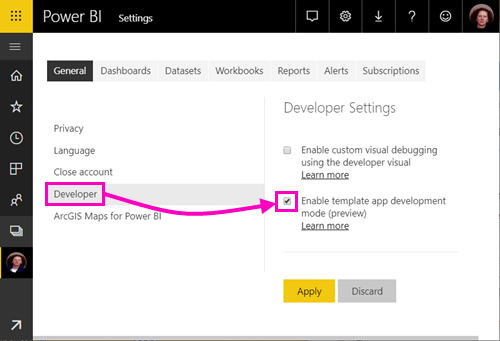 Power BI Settings
General Dashboards Datasets Workbooks Reports Alerts Subscriptions
Developer Settings
Privacy
Language
Close account
Developer
ArcGIS Maps for Power BI
Enable custom visual debugging
using the developer visual
Learn more
Enable template app development
mode (preview)
Learn more
Apply Discard